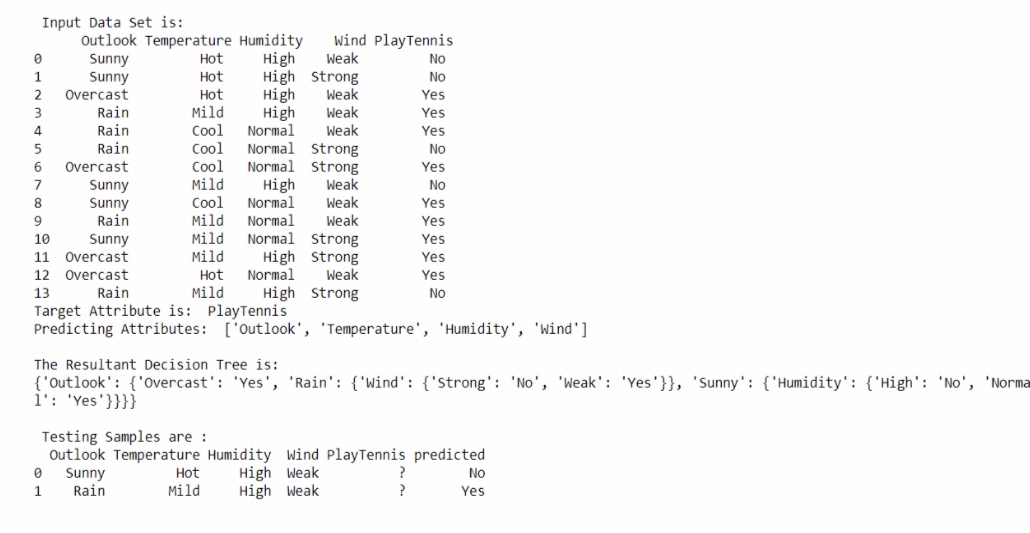 Input Data Set is:
Outlook Temperature Humidity Wind PlayTennis
0 Sunny Hot High Weak No
1 Sunny Hot High Strong No
2 Overcast Hot High Weak Yes
3 Rain Mild High Weak Yes
4 Rain Cool Normal Weak Yes
5 Rain Cool Normal Strong No
6 Overcast Cool Normal Strong Yes
7 Sunny Mild High Weak No
8 Sunny Cool Normal Weak Yes
9 Rain Mild Normal Weak Yes
10 Sunny Mild Normal Strong Yes
11 Overcast Mild High Strong Yes
12 Overcast Hot Normal Weak Yes
13 Rain Mild High Strong No
Target Attribute is: PlayTennis
Predicting Attributes: ['Outlook', 'Temperature', 'Humidity', 'Wind']
The Resultant Decision Tree is:
{'Outlook': {'Overcast': 'Yes', 'Rain': {'Wind': {'Strong': 'No', 'Weak': 'Yes'}}, 'Sunny': {'Humidity': {'High': 'No', 'Norma
l': 'Yes'}}}}
Testing Samples are :
Outlook Temperature Humidity Wind PlayTennis predicted
0 Sunny Hot High Weak ? No
1 Rain Mild High Weak ? Yes